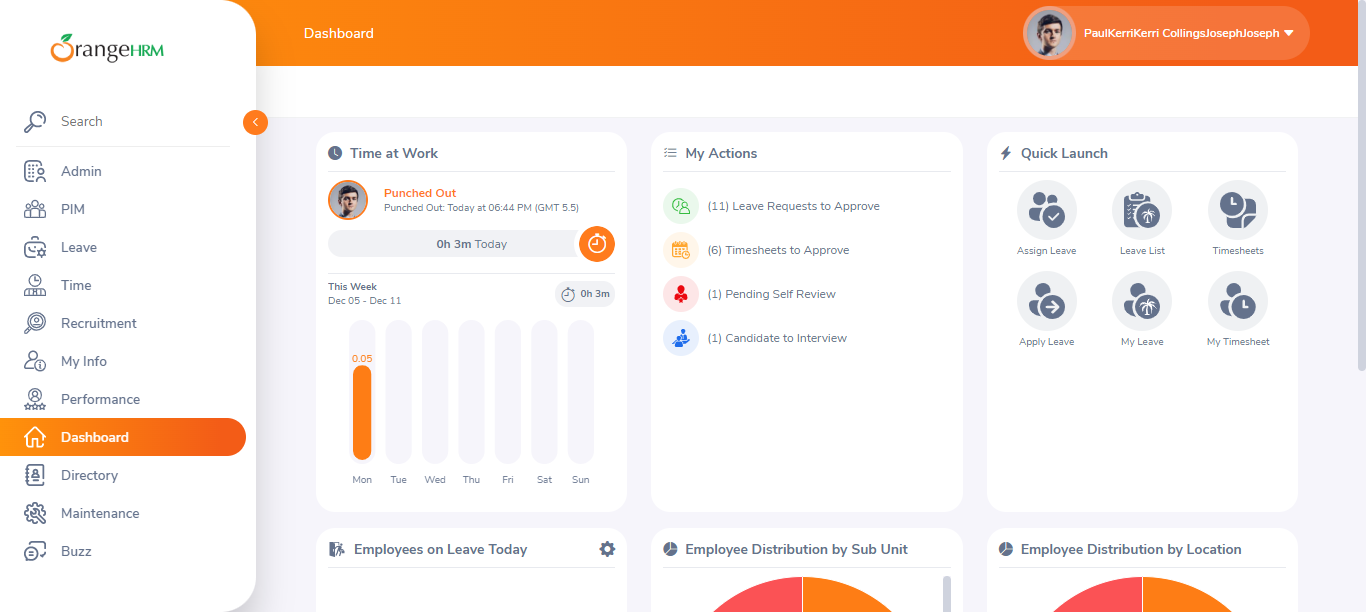 OrangeHRM
Dashboard
PaulKerriKerri CollingsJosephJoseph
Search
Admin
PIM
Leave
Time
Recruitment
My Info
Performance
Dashboard
Directory
Maintenance
Buzz
Time at Work
Punched Out
Punched Out: Today at 06:44 PM (GMT 5.5)
0h 3m Today
This Week
Dec 05 - Dec 11
0h 3m
0.05
Mon Tue Wed Thu Fri Sat Sun
My Actions
(11) Leave Requests to Approve
(6) Timesheets to Approve
(1) Pending Self Review
(1) Candidate to Interview
Quick Launch
Assign Leave Leave List Timesheets
Apply Leave My Leave My Timesheet
Employees on Leave Today
Employee Distribution by Sub Unit
Employee Distribution by Location